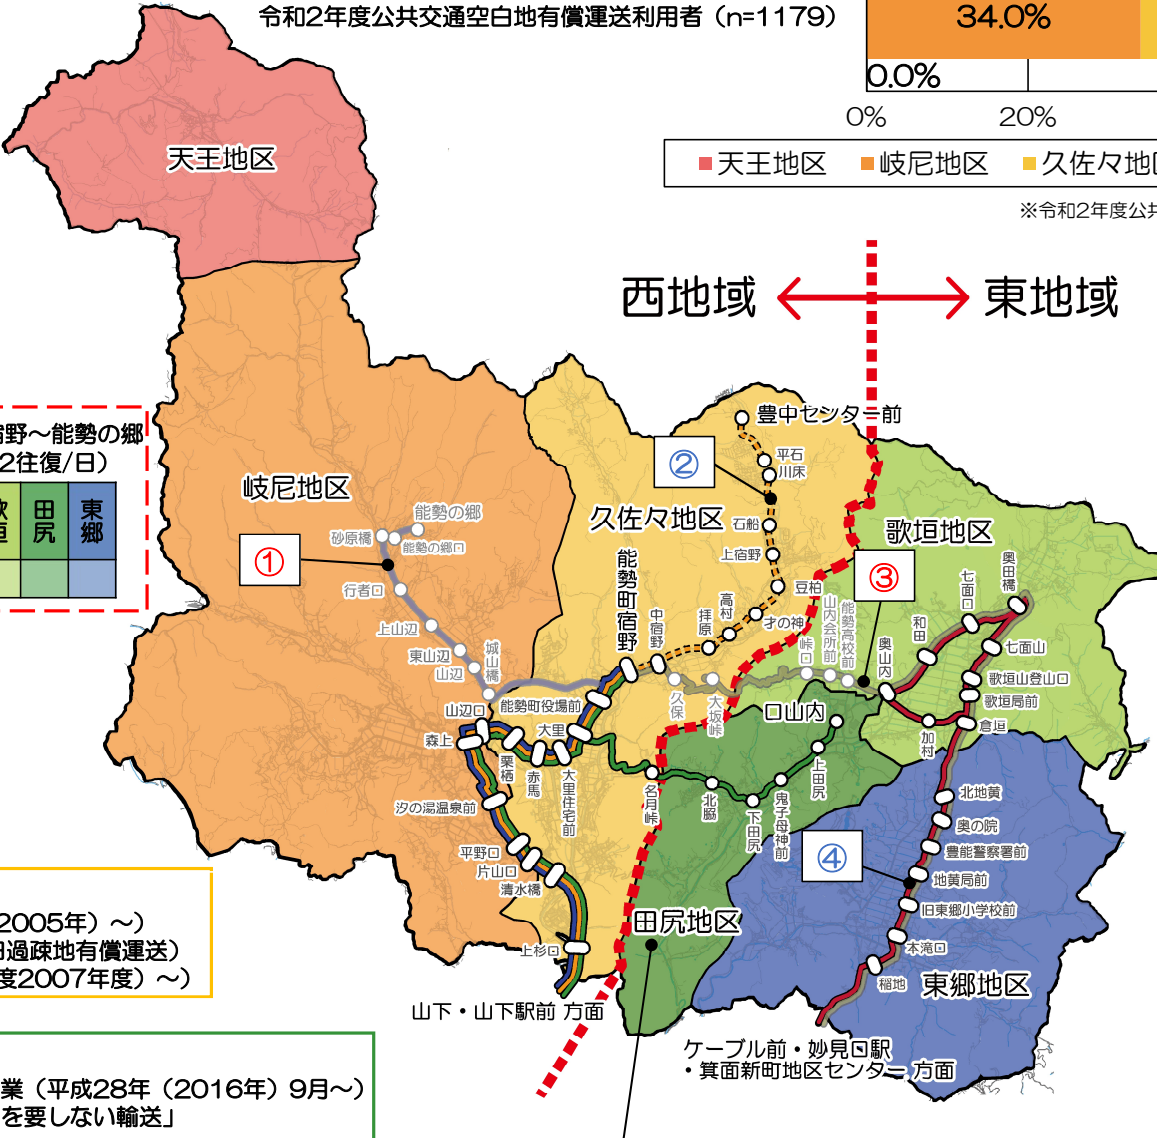 令和2年度公共交通空白地有償運送利用者（n=1179）
34.0%
0.0%
0%
20%
天王地区
岐尼地区
久佐々地
※令和2年度公共
天王地区
西地域
東地域
宿野～能勢の郷
2往復/日）
垣
田尻
東郷
岐尼地区
久佐々地区
歌垣地区
田尻地区
東郷地区
①
②
③
④
豊中センター前
平石
川床
石船
上宿野
豆柏
才の神
高村
拝原
中宿野
能勢町宿野
能勢の郷
能勢の郷口
砂原橋
行者口
上山辺
東山辺
山辺
城山橋
山辺口
能勢町役場前
大里
森上
栗栖
赤馬
大里住宅前
汐の湯温泉前
平野口
片山口
清水橋
上杉口
山下・山下駅前 方面
久保
大坂峠
峠口
山内会所前
能勢高校前
奥山内
和田
七面口
奥田橋
七面山
歌垣山登山口
歌垣局前
倉垣
加村
口山内
上田尻
鬼子母神前
下田尻
北脇
名月峠
北地黄
奥の院
豊能警察署前
地黄局前
旧東郷小学校前
本滝口
稲地
ケーブル前・妙見口駅
・箕面新町地区センター 方面
2005年）～）
過疎地有償運送）
度2007年度）～）
業（平成28年（2016年）9月～）
を要しない輸送」